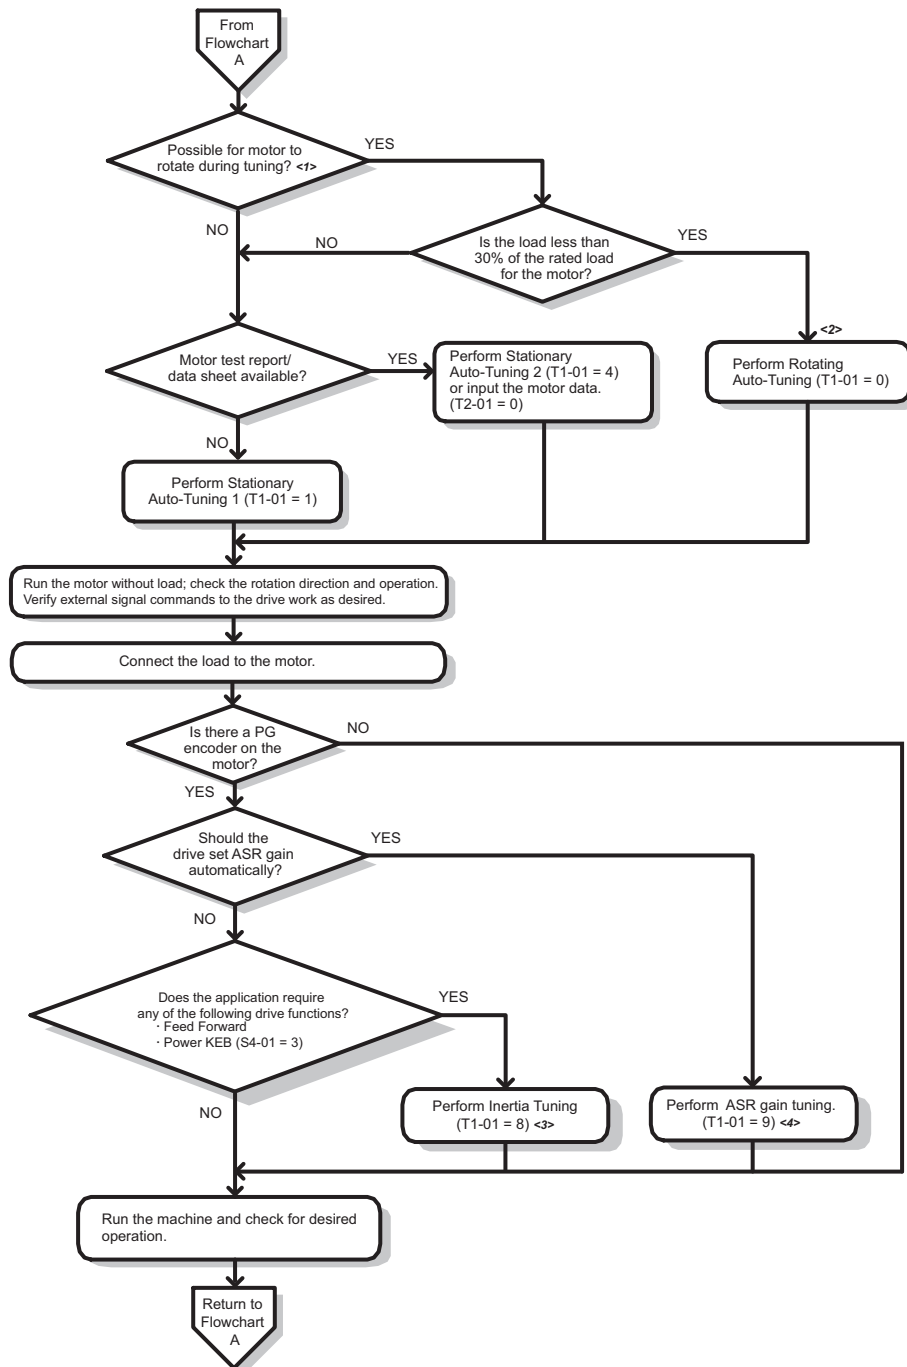 From
Flowchart
A
Possible for motor to
rotate during tuning? <1>
YES
NO
Is the load less than
30% of the rated load
for the motor?
NO
YES
<2>
Motor test report/
data sheet available?
YES
Perform Stationary
Auto-Tuning 2 (T1-01 = 4)
or input the motor data.
(T2-01 = 0)
Perform Rotating
Auto-Tuning (T1-01 = 0)
NO
Perform Stationary
Auto-Tuning 1 (T1-01 = 1)
Run the motor without load; check the rotation direction and operation.
Verify external signal commands to the drive work as desired.
Connect the load to the motor.
Is there a PG
encoder on the
motor?
NO
YES
Should the
drive set ASR gain
automatically?
YES
NO
Does the application require
any of the following drive functions?
· Feed Forward
· Power KEB (S4-01 = 3)
YES
NO
Perform Inertia Tuning
(T1-01 = 8) <3>
Perform ASR gain tuning.
(T1-01 = 9) <4>
Run the machine and check for desired
operation.
Return to
Flowchart
A